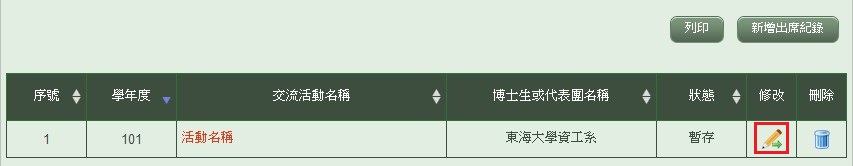 列印 新增出席紀錄
序號 學年度 交流活動名稱 博士生或代表團名稱 狀態 修改 刪除
1 101 活動名稱 東海大學資工系 暫存